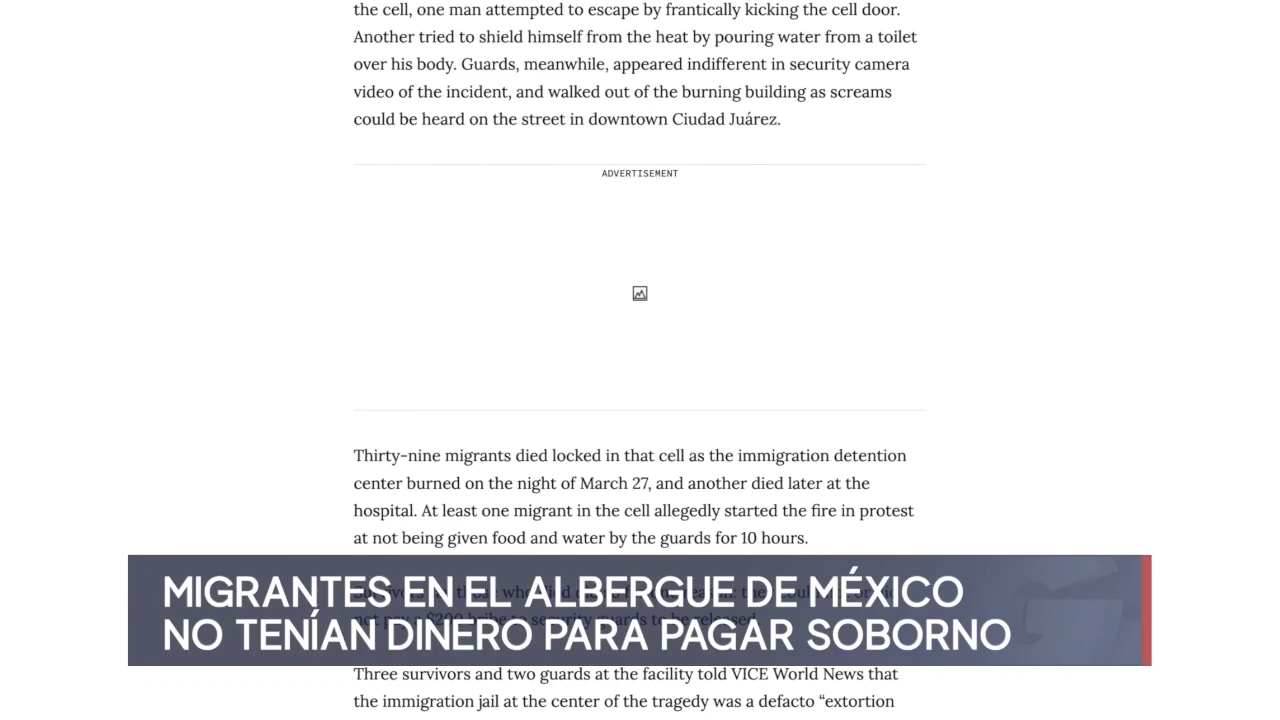 the cell, one man attempted to escape by frantically kicking the cell door.
Another tried to shield himself from the heat by pouring water from a toilet
over his body. Guards, meanwhile, appeared indifferent in security camera
video of the incident, and walked out of the burning building as screams
could be heard on the street in downtown Ciudad Juárez.
ADVERTISEMENT
Thirty-nine migrants died locked in that cell as the immigration detention
center burned on the night of March 27, and another died later at the
hospital. At least one migrant in the cell allegedly started the fire in protest
at not being given food and water by the guards for 10 hours.
MIGRANTES EN EL ALBERGUE DE MÉXICO
NO TENÍAN DINERO PARA PAGAR SOBORNO
Three survivors and two guards at the facility told VICE World News that
the immigration jail at the center of the tragedy was a defacto “extortion